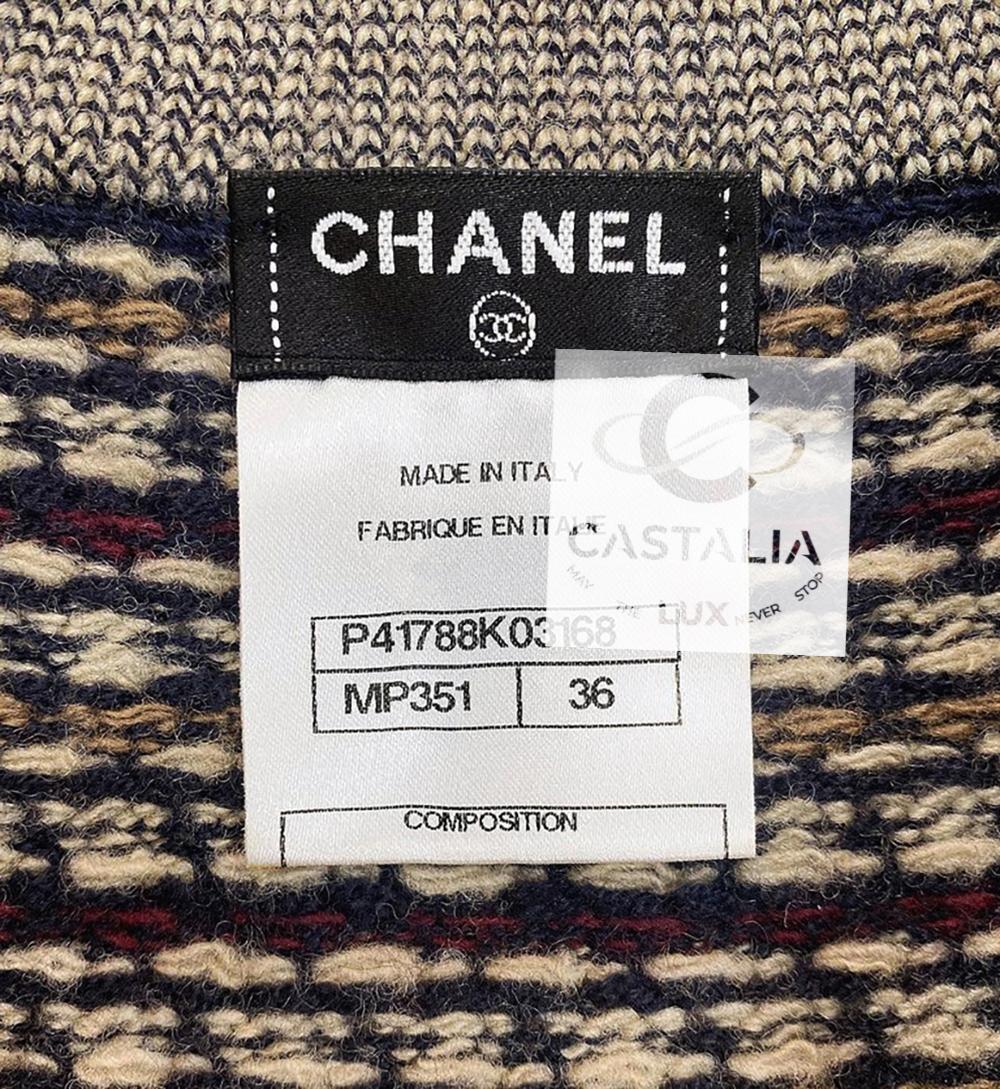 CHANEL
MADE IN ITALY
FABRIQUE EN ITALIE
CASTALIA
MAY THE LUX NEVER STOP
P41788K03168
MP351 36
COMPOSITION